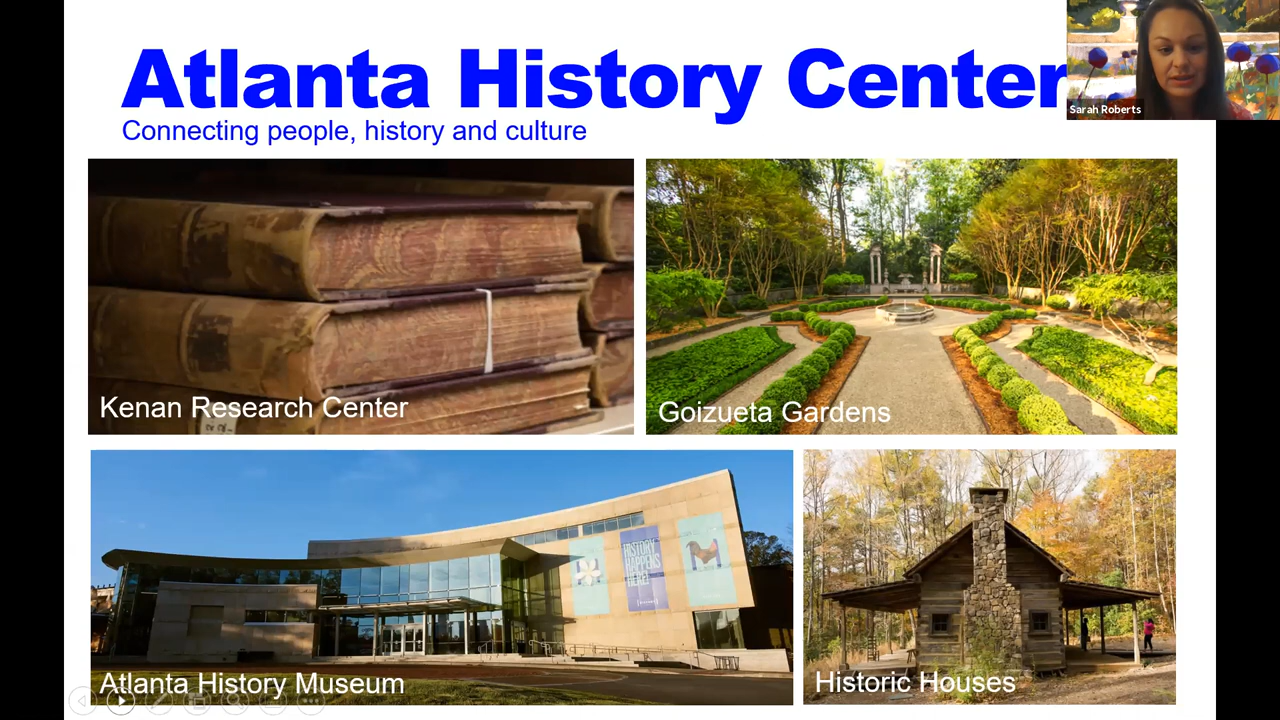 Atlanta History Center
Connecting people, history and culture
Sarah Roberts
Kenan Research Center
Goizueta Gardens
HISTORY
HAPPENS
HERE
Atlanta History Museum
Historic Houses